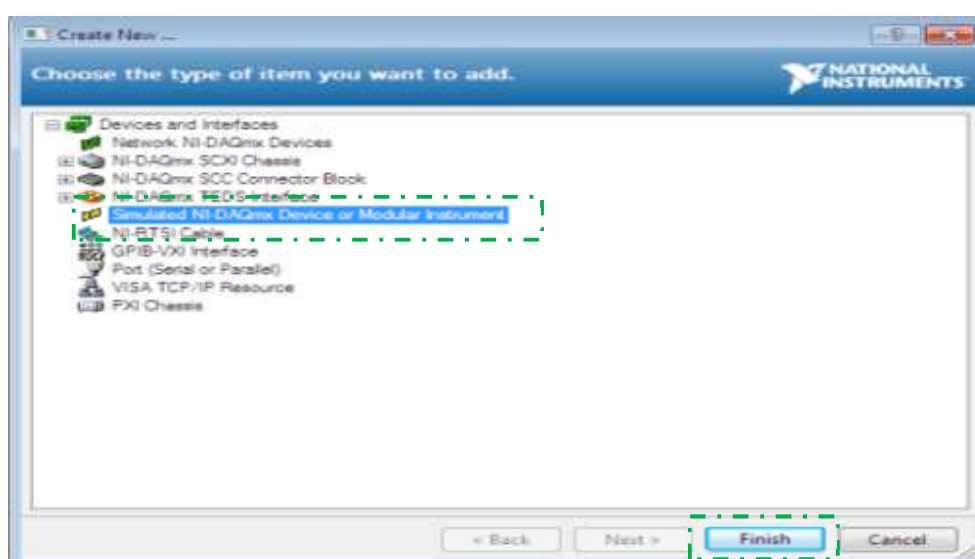 Create New ...
Choose the type of item you want to add.
NATIONAL
INSTRUMENTS
Devices and Interfaces
Network NI-DAQmx Devices
NI-DAQmx SCXI Chassis
NI-DAQmx SCC Connector Block
NI-DAQmx TEDS Interface
Simulated NI-DAQmx Device or Modular Instrument
NI-RTSI Cable
GPIB-VXI Interface
Port (Serial or Parallel)
VISA TCP/IP Resource
PXI Chassis
< Back Next > Finish Cancel